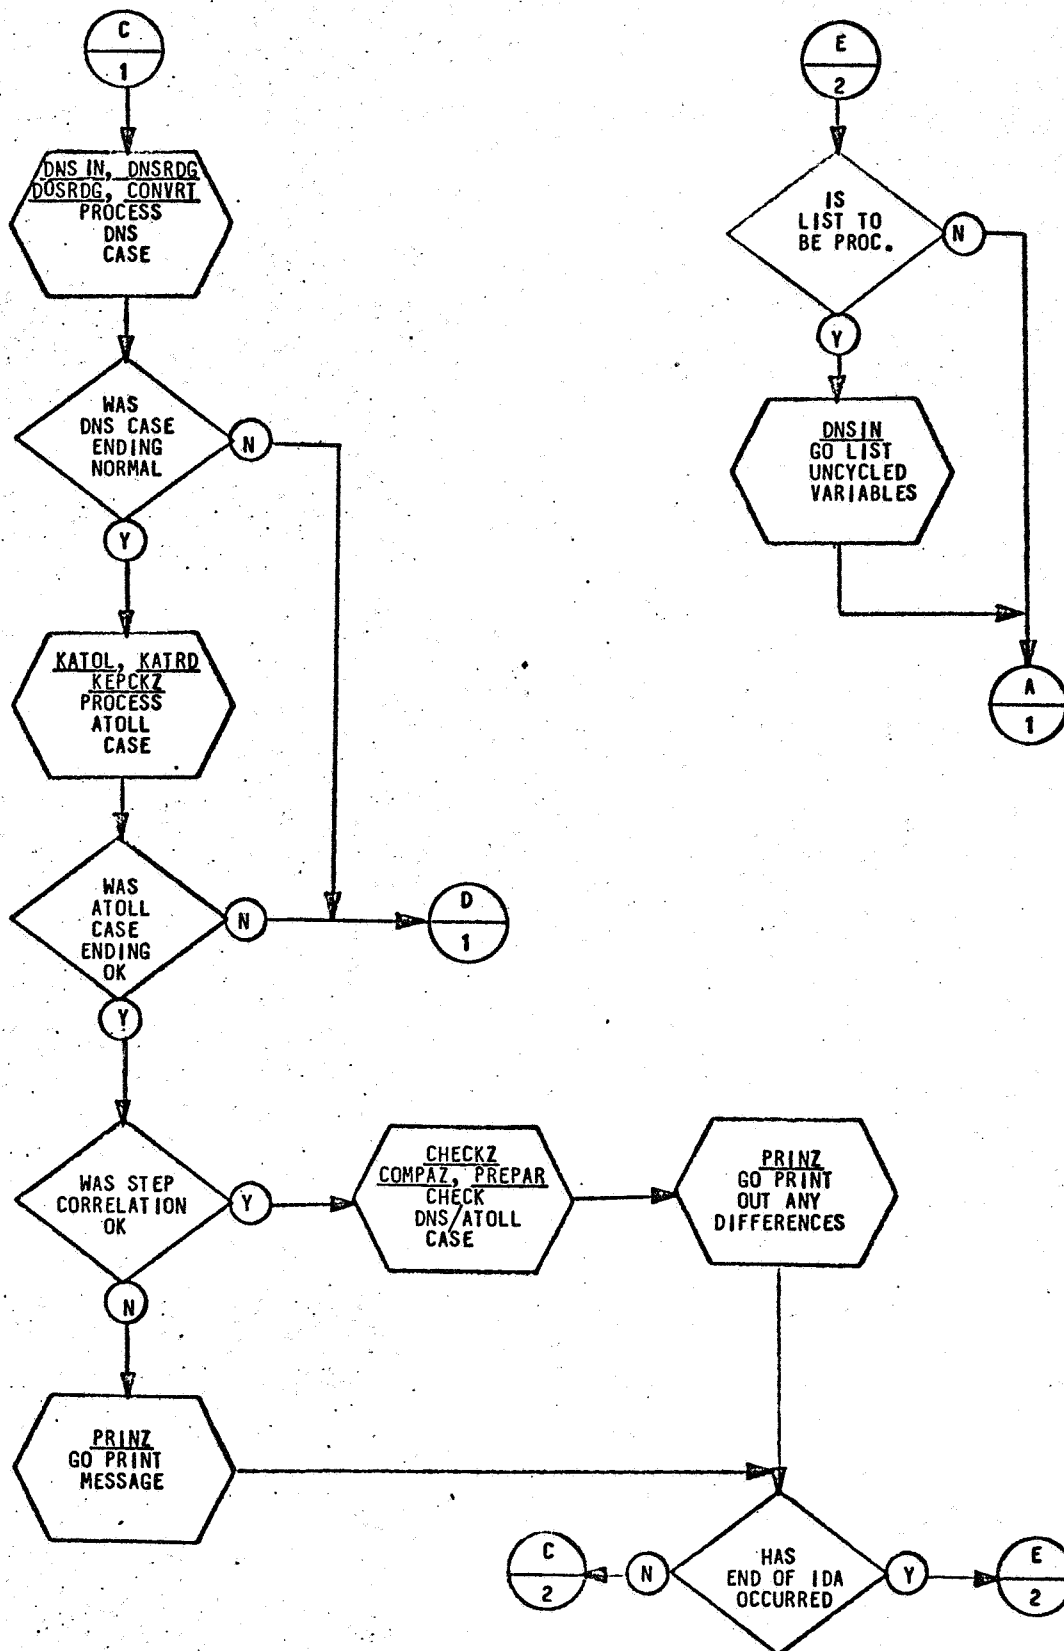 C
1
DNS IN, DNSRDG
DOSRDG, CONVRT
PROCESS
DNS
CASE
WAS
DNS CASE
ENDING
NORMAL
N
Y
KATOL, KATRD
KEPCKZ
PROCESS
ATOLL
CASE
WAS
ATOLL
CASE
ENDING
OK
N
D
1
Y
WAS STEP
CORRELATION
OK
Y
CHECKZ
COMPAZ, PREPAR
CHECK
DNS/ATOLL
CASE
PRINZ
GO PRINT
OUT ANY
DIFFERENCES
N
PRINZ
GO PRINT
MESSAGE
HAS
END OF IDA
OCCURRED
N
C
2
Y
E
2
E
2
IS
LIST TO
BE PROC.
N
Y
DNSIN
GO LIST
UNCYCLED
VARIABLES
A
1